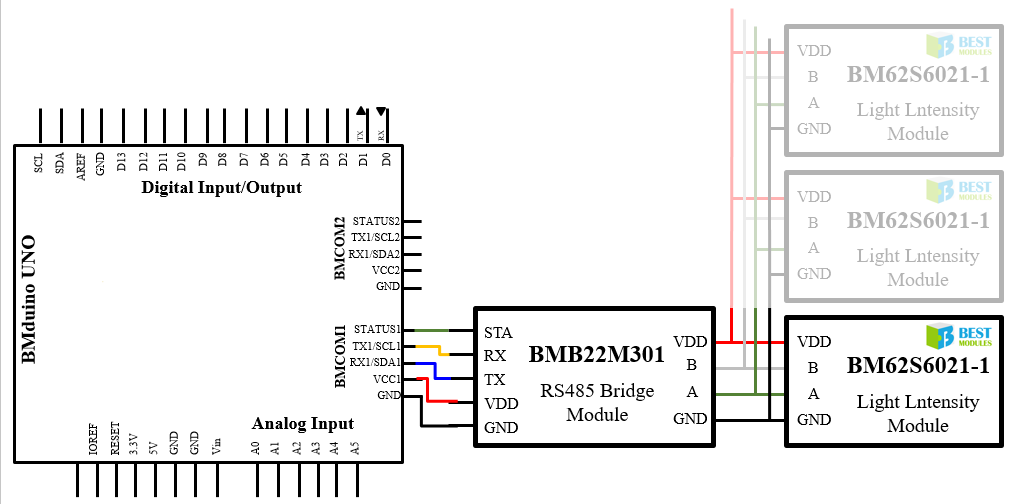 SCL
SDA
AREF
GND
D13
D12
D11
D10
D9
D8
D7
D6
D5
D4
D3
D2
D1
D0
TX
RX
Digital Input/Output
BMduino UNO
BMCOM2
STATUS2
TX1/SCL2
RX1/SDA2
VCC2
GND
BMCOM1
STATUS1
TX1/SCL1
RX1/SDA1
VCC1
GND
Analog Input
IOREF
RESET
3.3V
5V
GND
GND
Vin
A0
A1
A2
A3
A4
A5
STA
RX
TX
VDD
GND
BMB22M301
RS485 Bridge
Module
VDD
B
A
GND
BEST
MODULES
VDD
B
A
GND
BM62S6021-1
Light Lntensity
Module
BEST
MODULES
VDD
B
A
GND
BM62S6021-1
Light Lntensity
Module
BEST
MODULES
VDD
B
A
GND
BM62S6021-1
Light Lntensity
Module